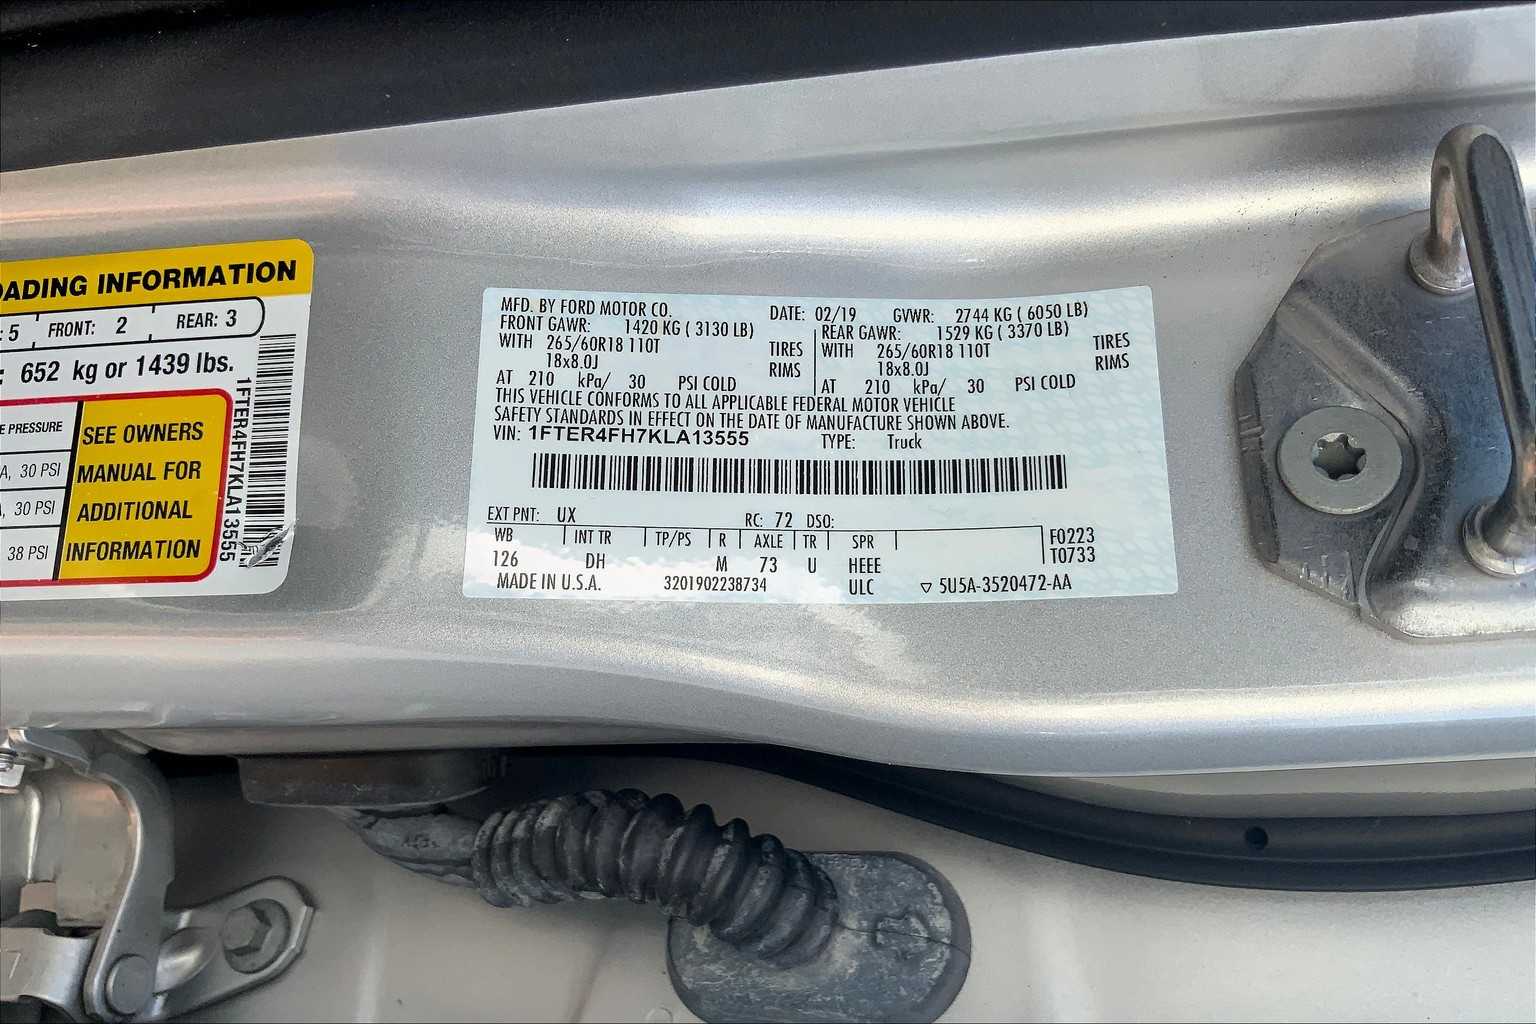 ADING INFORMATION
: 5 FRONT: 2 REAR: 3
: 652 kg or 1439 lbs.
E PRESSURE
A, 30 PSI
, 30 PSI
38 PSI
SEE OWNERS
MANUAL FOR
ADDITIONAL
INFORMATION
1FTER4FH7KLA13555
MFD. BY FORD MOTOR CO. DATE: 02/19 GVWR: 2744 KG ( 6050 LB)
FRONT GAWR: 1420 KG ( 3130 LB) REAR GAWR: 1529 KG ( 3370 LB)
WITH 265/60R18 110T TIRES WITH 265/60R18 110T TIRES
18x8.0J RIMS 18x8.0J RIMS
AT 210 kPa/ 30 PSI COLD AT 210 kPa/ 30 PSI COLD
THIS VEHICLE CONFORMS TO ALL APPLICABLE FEDERAL MOTOR VEHICLE
SAFETY STANDARDS IN EFFECT ON THE DATE OF MANUFACTURE SHOWN ABOVE.
VIN: 1FTER4FH7KLA13555 TYPE: Truck
EXT PNT: UX RC: 72 DSO:
WB INT TR TP/PS R AXLE TR SPR F0223
126 DH M 73 U HEEE T0733
MADE IN U.S.A. 3201902238734 ULC ▽ 5U5A-3520472-AA
7